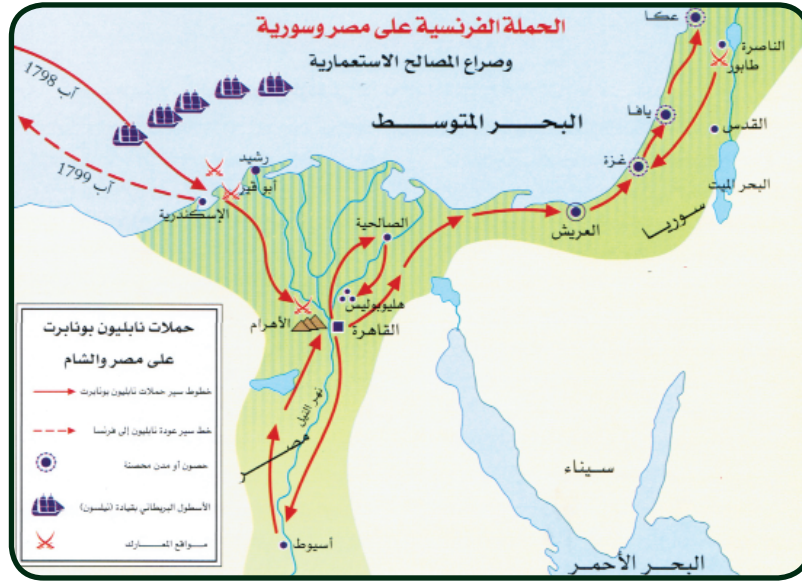 الحملة الفرنسية على مصر وسورية
وصراع المصالح الاستعمارية
عكا
الناصرة
طابور
يافا
القدس
غزة
البحر الميت
سوريا
العريش
البحر المتوســط
آب 1798
آب 1799
رشيد
أبو قير
الإسكندرية
الصالحية
هليوبوليس
الأهرام
القاهرة
نهر النيل
مصر
أسيوط
سيناء
البحر الأحمر
حملات نابليون بونابرت
على مصر والشام
خطوط سير حملات نابليون بونابرت
خط سير عودة نابليون إلى فرنسا
حصون أو مدن محصنة
الأسطول البريطاني بقيادة (نيلسون)
مواقع المعارك